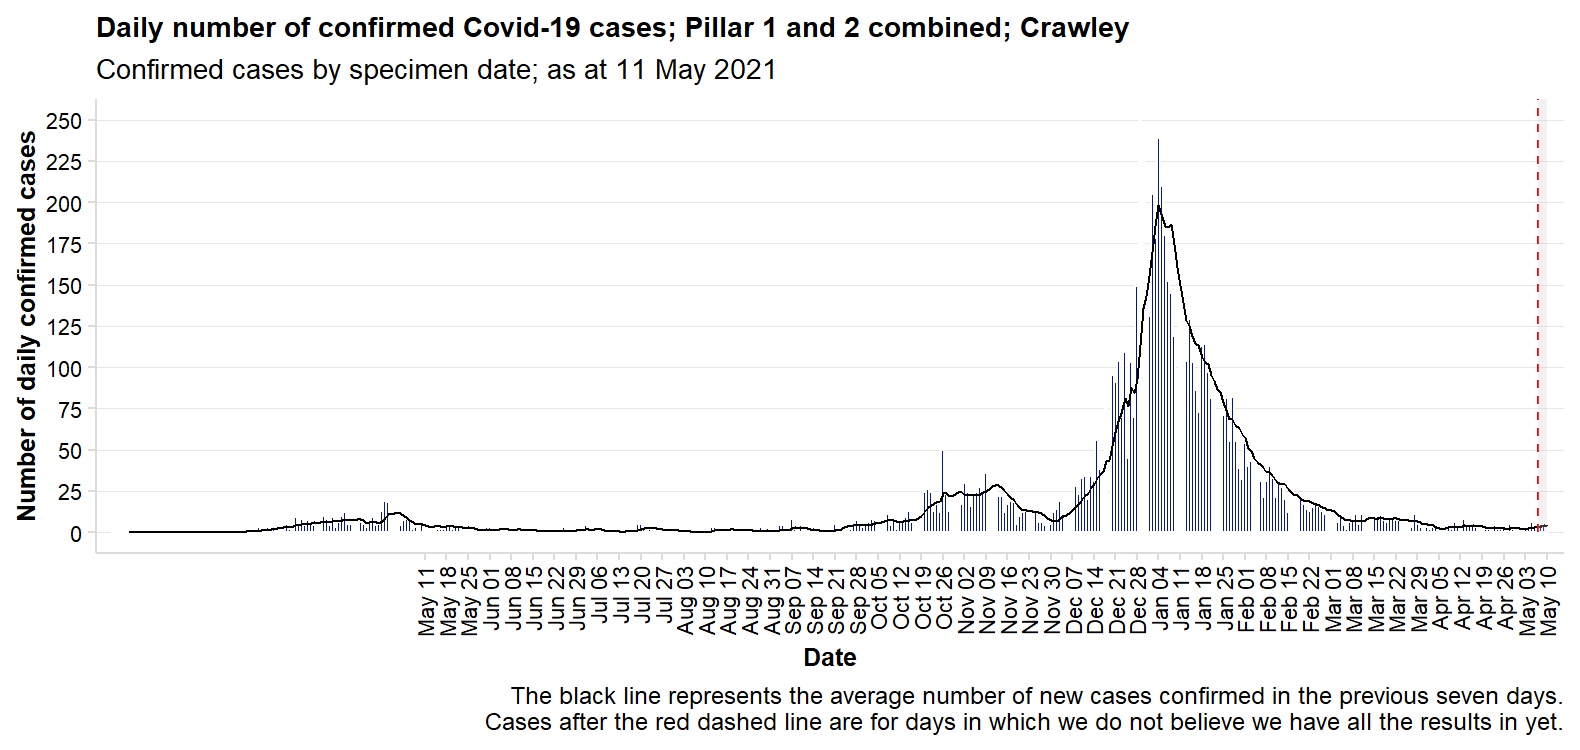 Daily number of confirmed Covid-19 cases; Pillar 1 and 2 combined; Crawley
Confirmed cases by specimen date; as at 11 May 2021
Number of daily confirmed cases
250
225
200
175
150
125
100
75
50
25
0
May 11
May 18
May 25
Jun 01
Jun 08
Jun 15
Jun 22
Jun 29
Jul 06
Jul 13
Jul 20
Jul 27
Aug 03
Aug 10
Aug 17
Aug 24
Aug 31
Sep 07
Sep 14
Sep 21
Sep 28
Oct 05
Oct 12
Oct 19
Oct 26
Nov 02
Nov 09
Nov 16
Nov 23
Nov 30
Dec 07
Dec 14
Dec 21
Dec 28
Jan 04
Jan 11
Jan 18
Jan 25
Feb 01
Feb 08
Feb 15
Feb 22
Mar 01
Mar 08
Mar 15
Mar 22
Mar 29
Apr 05
Apr 12
Apr 19
Apr 26
May 03
May 10
Date
The black line represents the average number of new cases confirmed in the previous seven days.
Cases after the red dashed line are for days in which we do not believe we have all the results in yet.